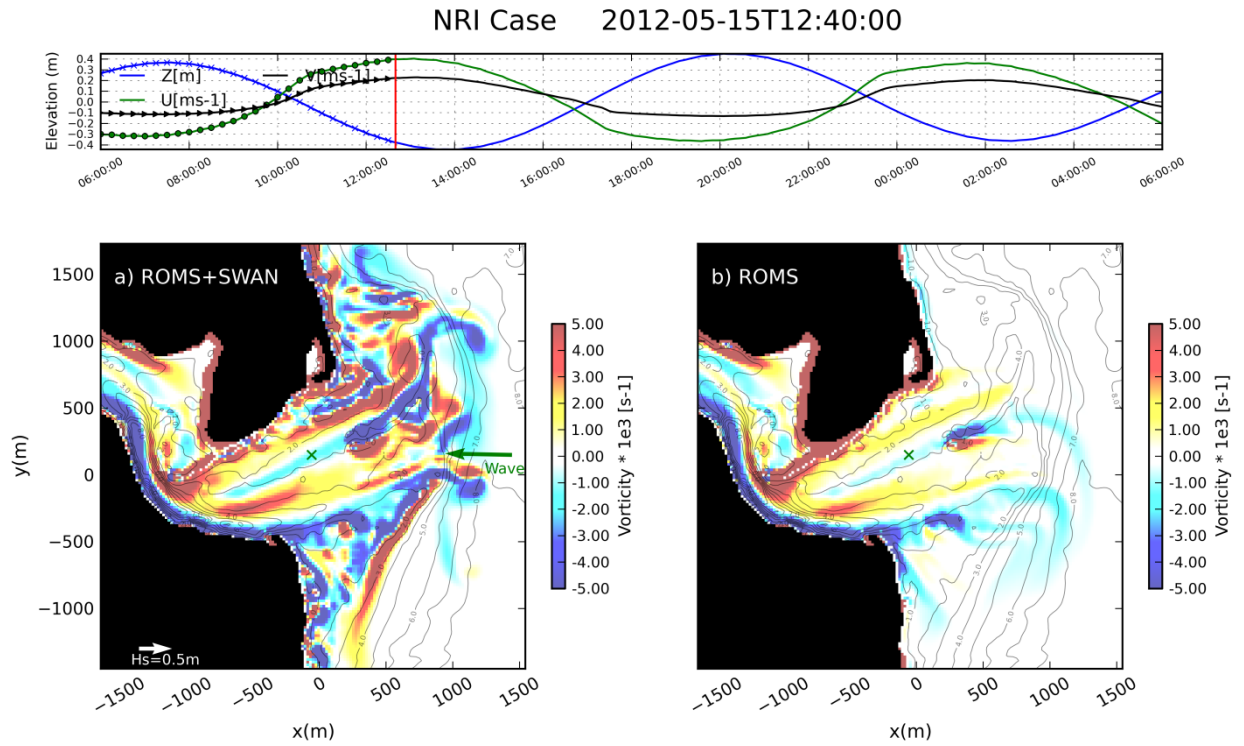 NRI Case 2012-05-15T12:40:00
Elevation (m)
0.4
0.3
0.2
0.1
0.0
−0.1
−0.2
−0.3
−0.4
Z[m]
V[ms-1]
U[ms-1]
06:00:00 08:00:00 10:00:00 12:00:00 14:00:00 16:00:00 18:00:00 20:00:00 22:00:00 00:00:00 02:00:00 04:00:00 06:00:00
a) ROMS+SWAN
y(m)
1500
1000
500
0
−500
−1000
Wave
Hs=0.5m
−1500 −1000 −500 0 500 1000 1500
x(m)
5.00
4.00
3.00
2.00
1.00
0.00
-1.00
-2.00
-3.00
-4.00
-5.00
Vorticity * 1e3 [s-1]
b) ROMS
−1500 −1000 −500 0 500 1000 1500
x(m)
5.00
4.00
3.00
2.00
1.00
0.00
-1.00
-2.00
-3.00
-4.00
-5.00
Vorticity * 1e3 [s-1]